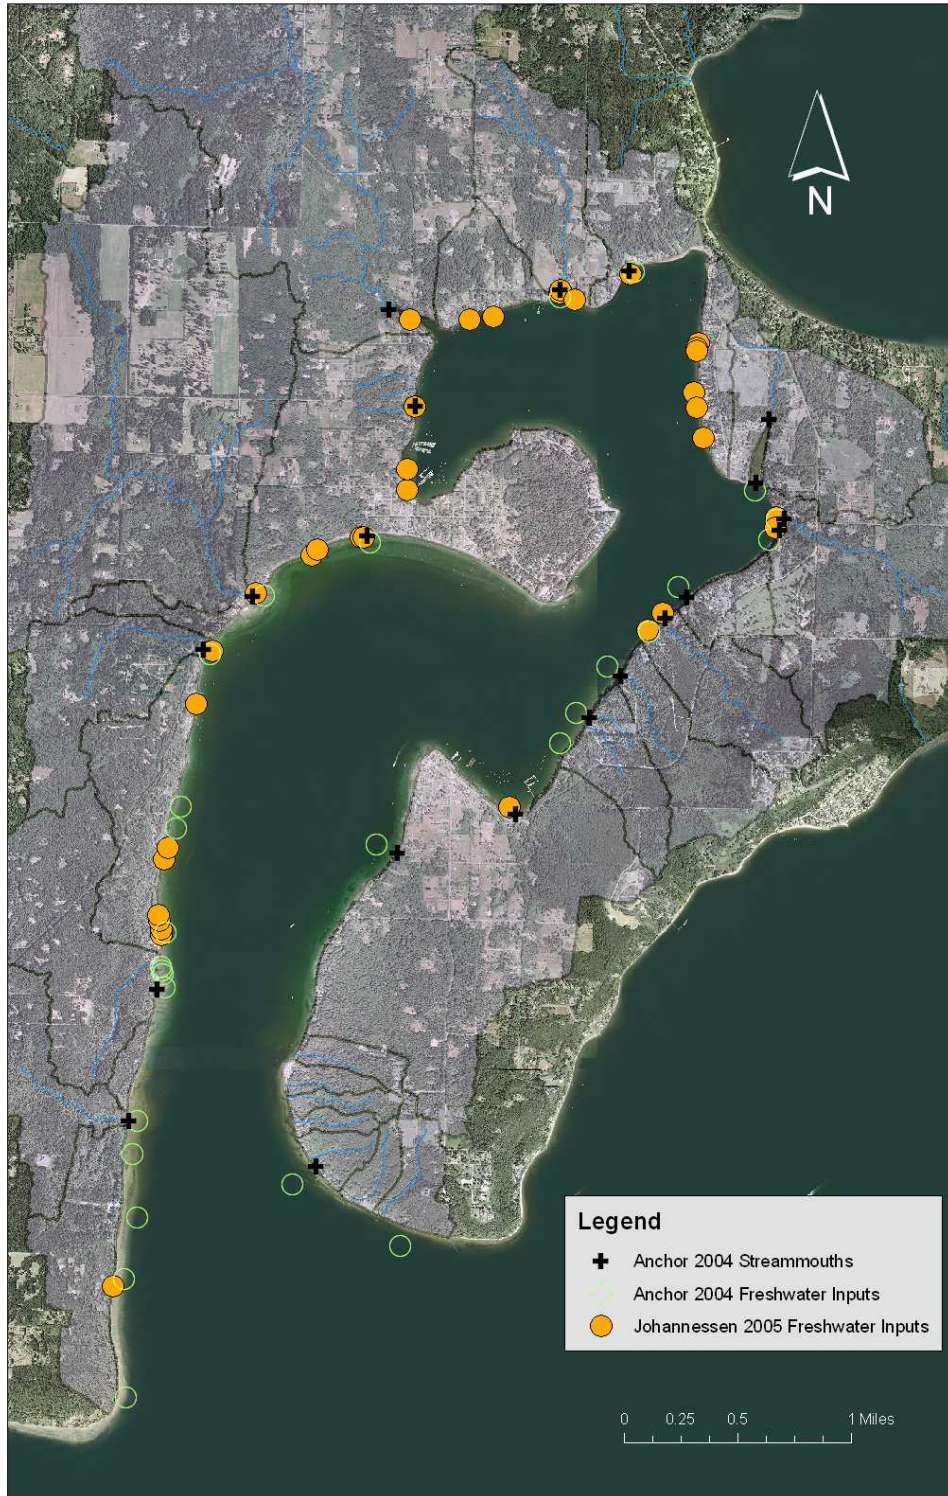 N
Legend
Anchor 2004 Streammouths
Anchor 2004 Freshwater Inputs
Johannessen 2005 Freshwater Inputs
0 0.25 0.5 1 Miles